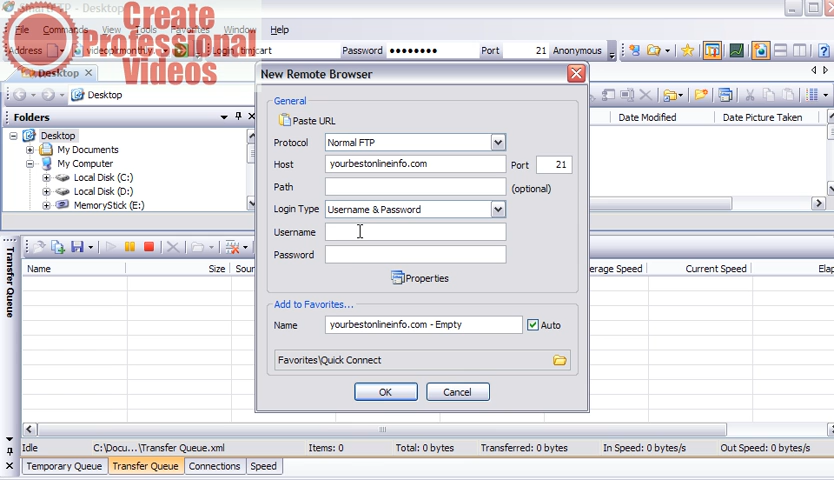 SmartFTP - Desktop
File Commands View Tools Favorites Window Help
Address Login timjcart Password ●●●●●●●● Port 21 Anonymous
Create
Professional
Videos
Desktop
Desktop
Folders
Desktop
My Documents
My Computer
Local Disk (C:)
Local Disk (D:)
MemoryStick (E:)
Date Modified Date Picture Taken
New Remote Browser
General
Paste URL
Protocol Normal FTP
Host yourbestonlineinfo.com Port 21
Path (optional)
Login Type Username & Password
Username
Password
Properties
Add to Favorites...
Name yourbestonlineinfo.com - Empty Auto
Favorites\Quick Connect
OK Cancel
Transfer Queue
Name Size Sour erage Speed Current Speed Elap
Idle C:\Docu...\Transfer Queue.xml Items: 0 Total: 0 bytes Transferred: 0 bytes In Speed: 0 bytes/s Out Speed: 0 bytes/s
Temporary Queue Transfer Queue Connections Speed